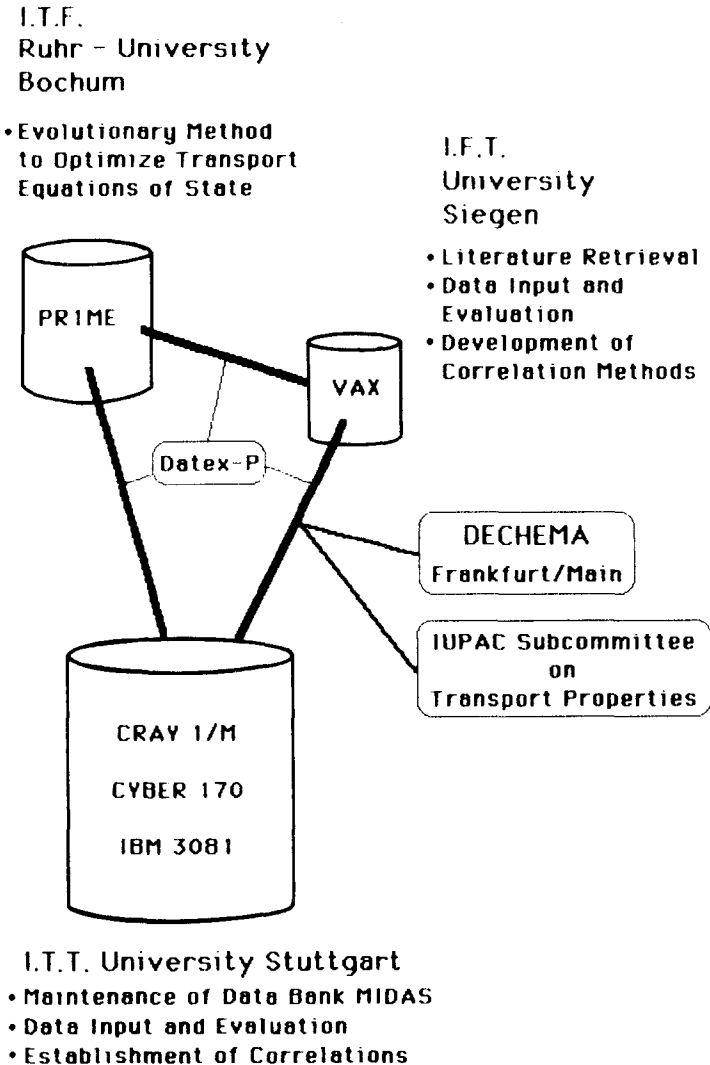 I.T.F.
Ruhr - University
Bochum
• Evolutionary Method
to Optimize Transport
Equations of State
I.F.T.
University
Siegen
• Literature Retrieval
• Data Input and
Evaluation
• Development of
Correlation Methods
PR1ME
VAX
Datex-P
DECHEMA
Frankfurt/Main
IUPAC Subcommittee
on
Transport Properties
CRAY 1/M
CYBER 170
IBM 3081
I.T.T. University Stuttgart
• Maintenance of Data Bank MIDAS
• Data Input and Evaluation
• Establishment of Correlations